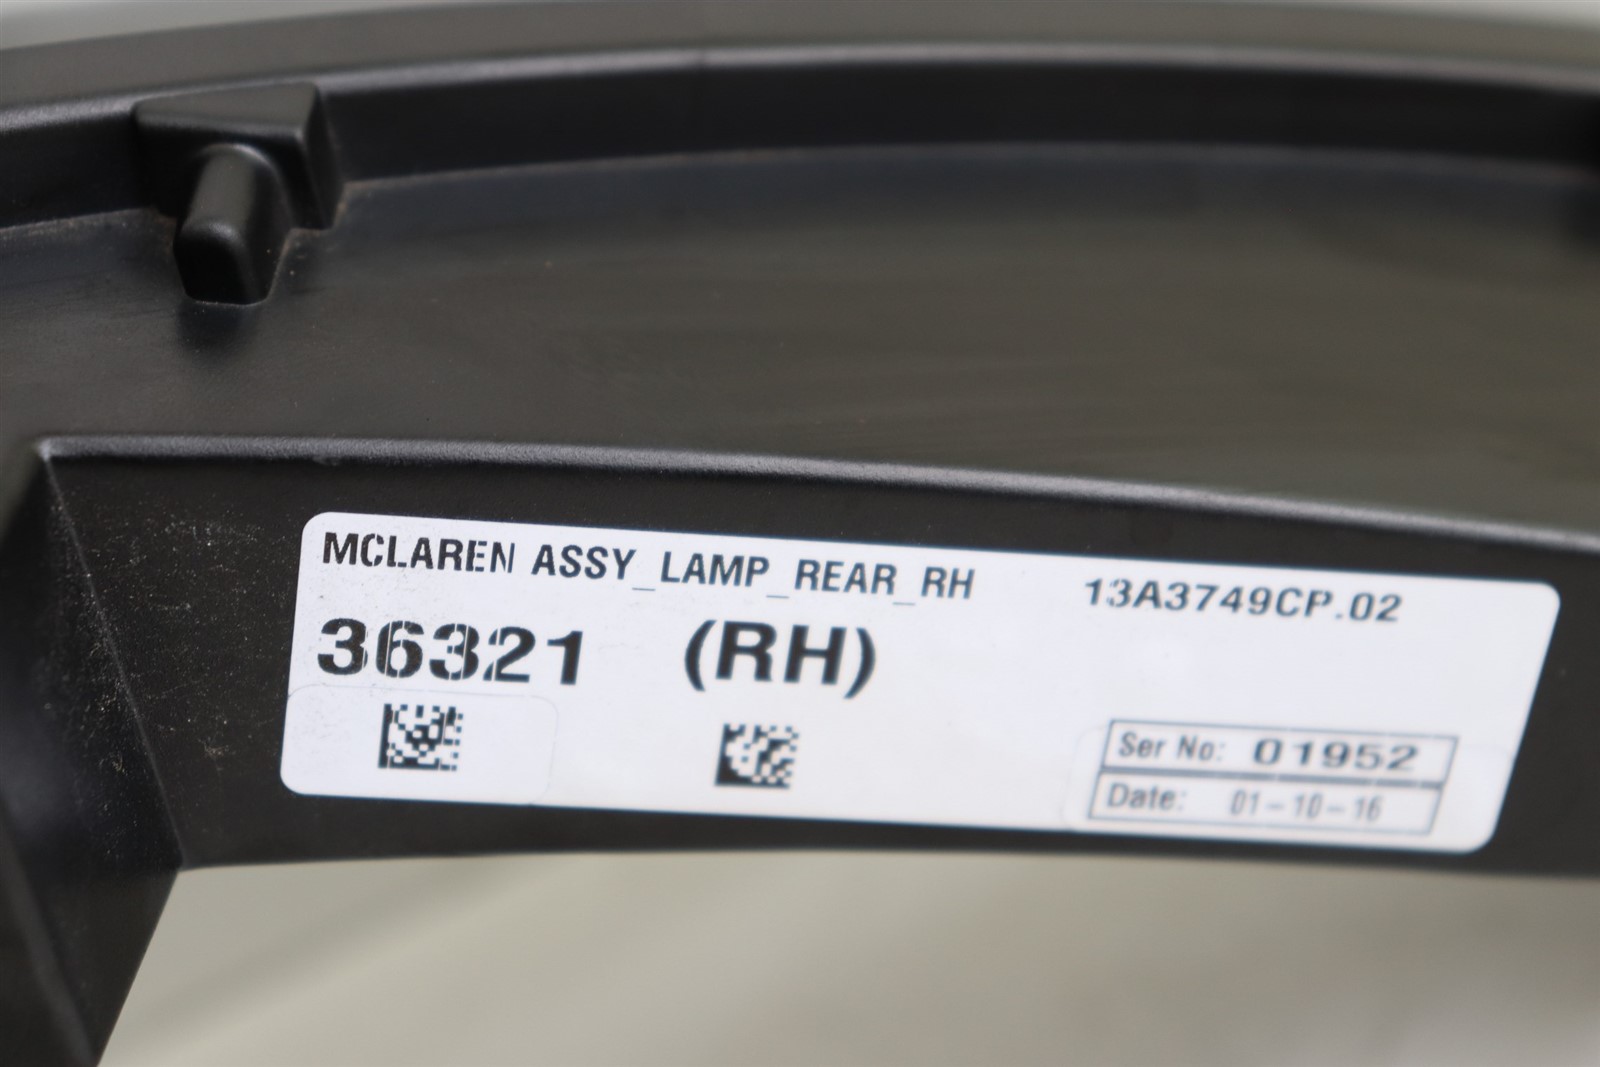 MCLAREN ASSY_LAMP_REAR_RH 13A3749CP.02
36321 (RH)
Ser No: 01952
Date: 01-10-16